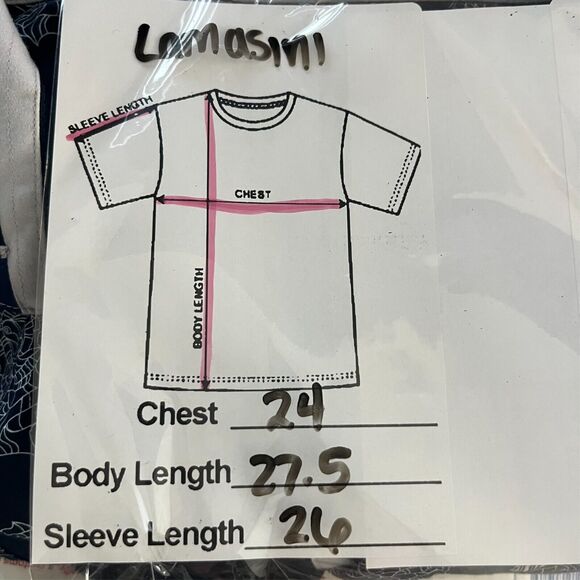 Lamasini
SLEEVE LENGTH
CHEST
BODY LENGTH
Chest 24
Body Length 27.5
Sleeve Length 26